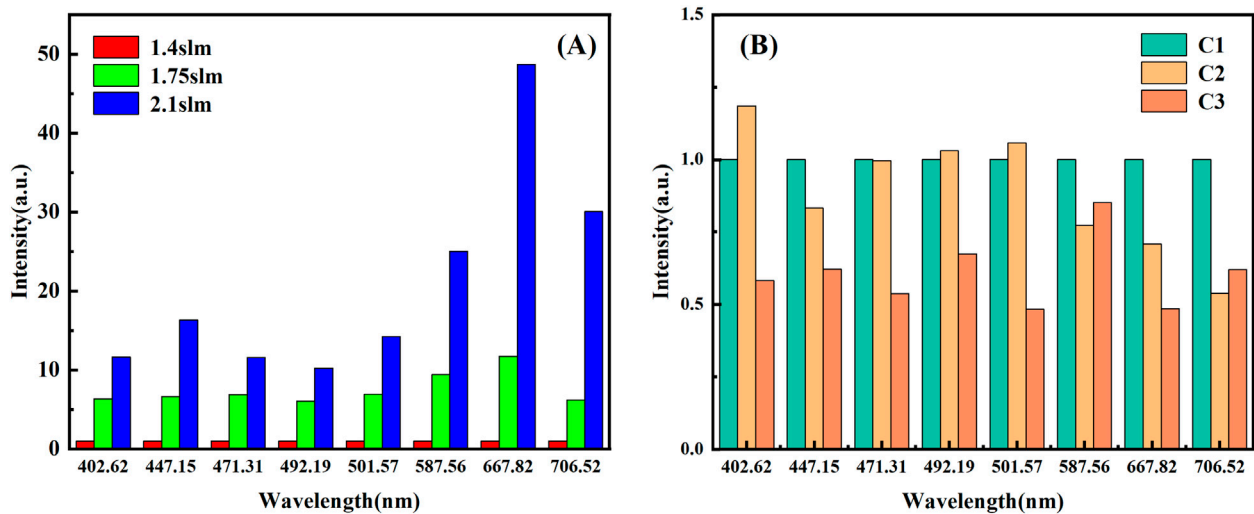 (A)
1.4slm
1.75slm
2.1slm
Intensity(a.u.)
50
40
30
20
10
0
402.62 447.15 471.31 492.19 501.57 587.56 667.82 706.52
Wavelength(nm)
(B)
C1
C2
C3
Intensity(a.u.)
1.5
1.0
0.5
0.0
402.62 447.15 471.31 492.19 501.57 587.56 667.82 706.52
Wavelength(nm)